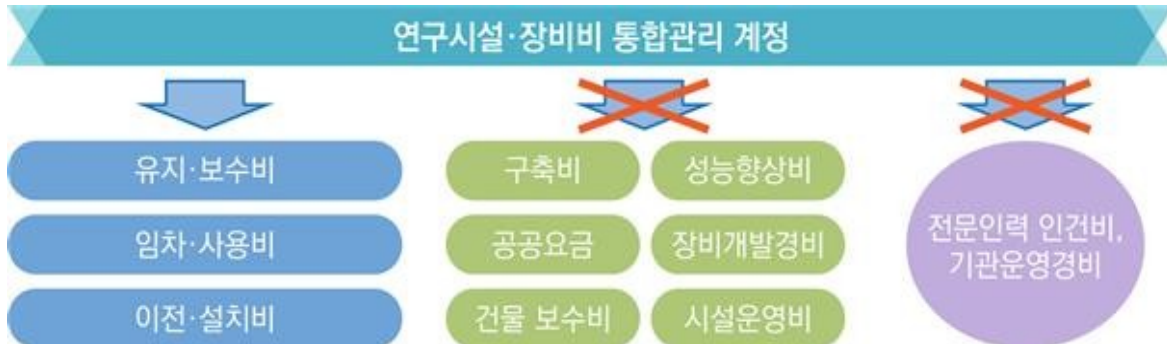 연구시설·장비비 통합관리 계정
유지·보수비
임차·사용비
이전·설치비
구축비
성능향상비
공공요금
장비개발경비
건물 보수비
시설운영비
전문인력 인건비,
기관운영경비